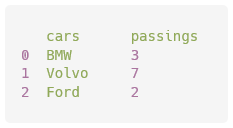 cars passings
0 BMW 3
1 Volvo 7
2 Ford 2